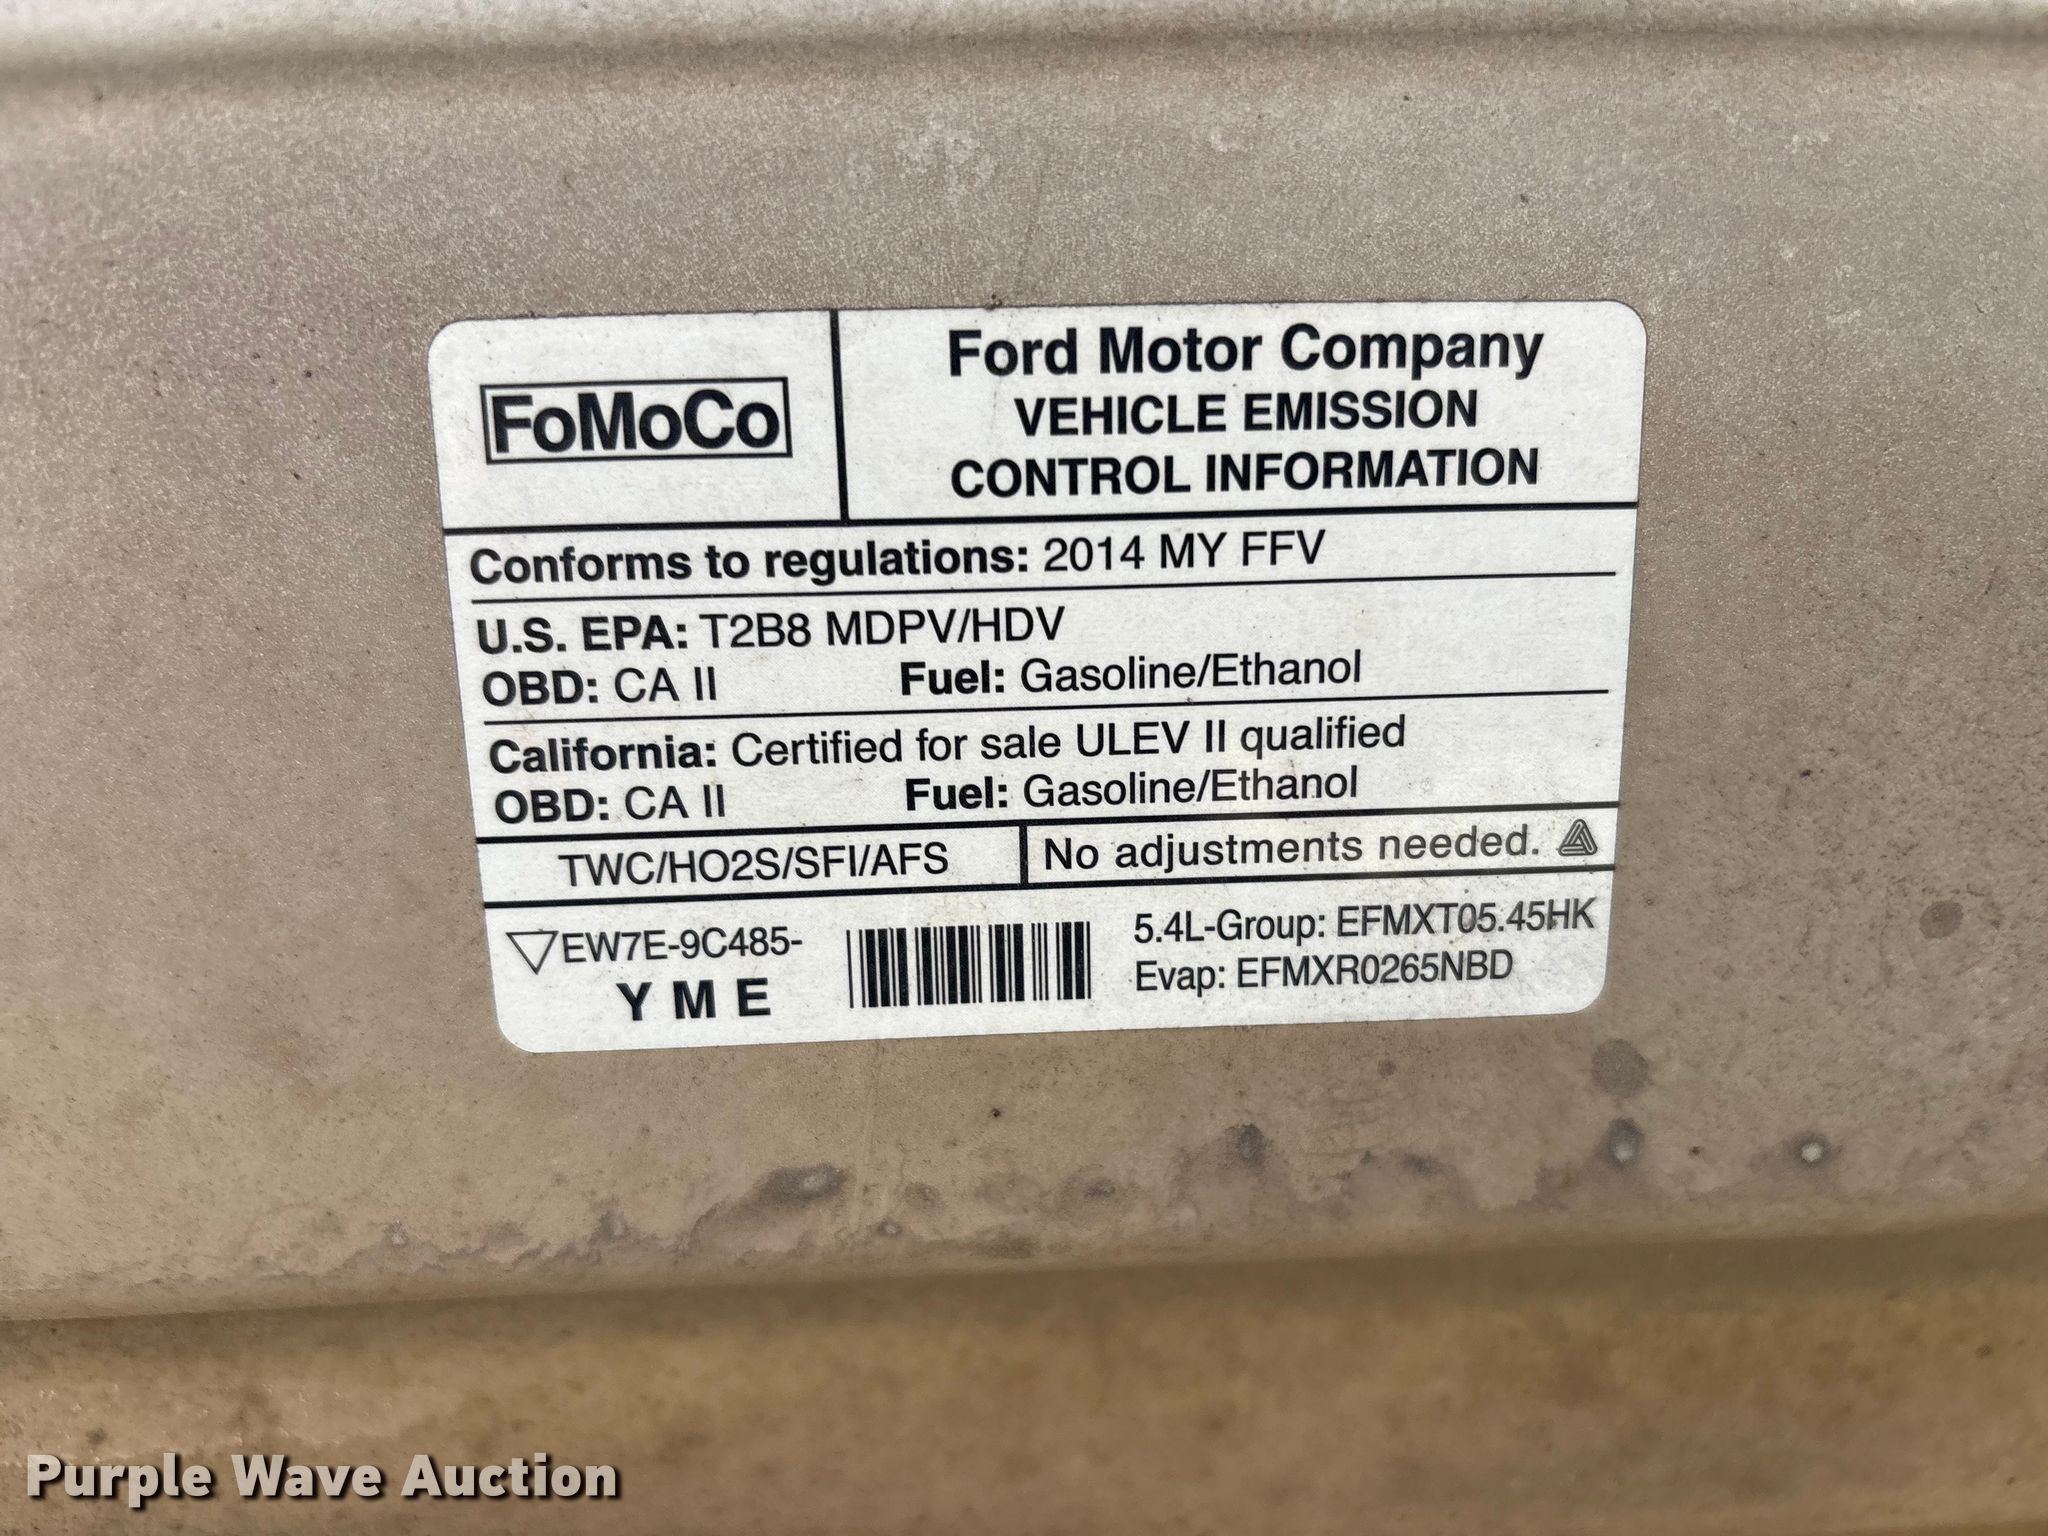 FoMoCo
Ford Motor Company
VEHICLE EMISSION
CONTROL INFORMATION
Conforms to regulations: 2014 MY FFV
U.S. EPA: T2B8 MDPV/HDV
OBD: CA II Fuel: Gasoline/Ethanol
California: Certified for sale ULEV II qualified
OBD: CA II Fuel: Gasoline/Ethanol
TWC/HO2S/SFI/AFS No adjustments needed.
EW7E-9C485-
Y M E
5.4L-Group: EFMXT05.45HK
Evap: EFMXR0265NBD
Purple Wave Auction